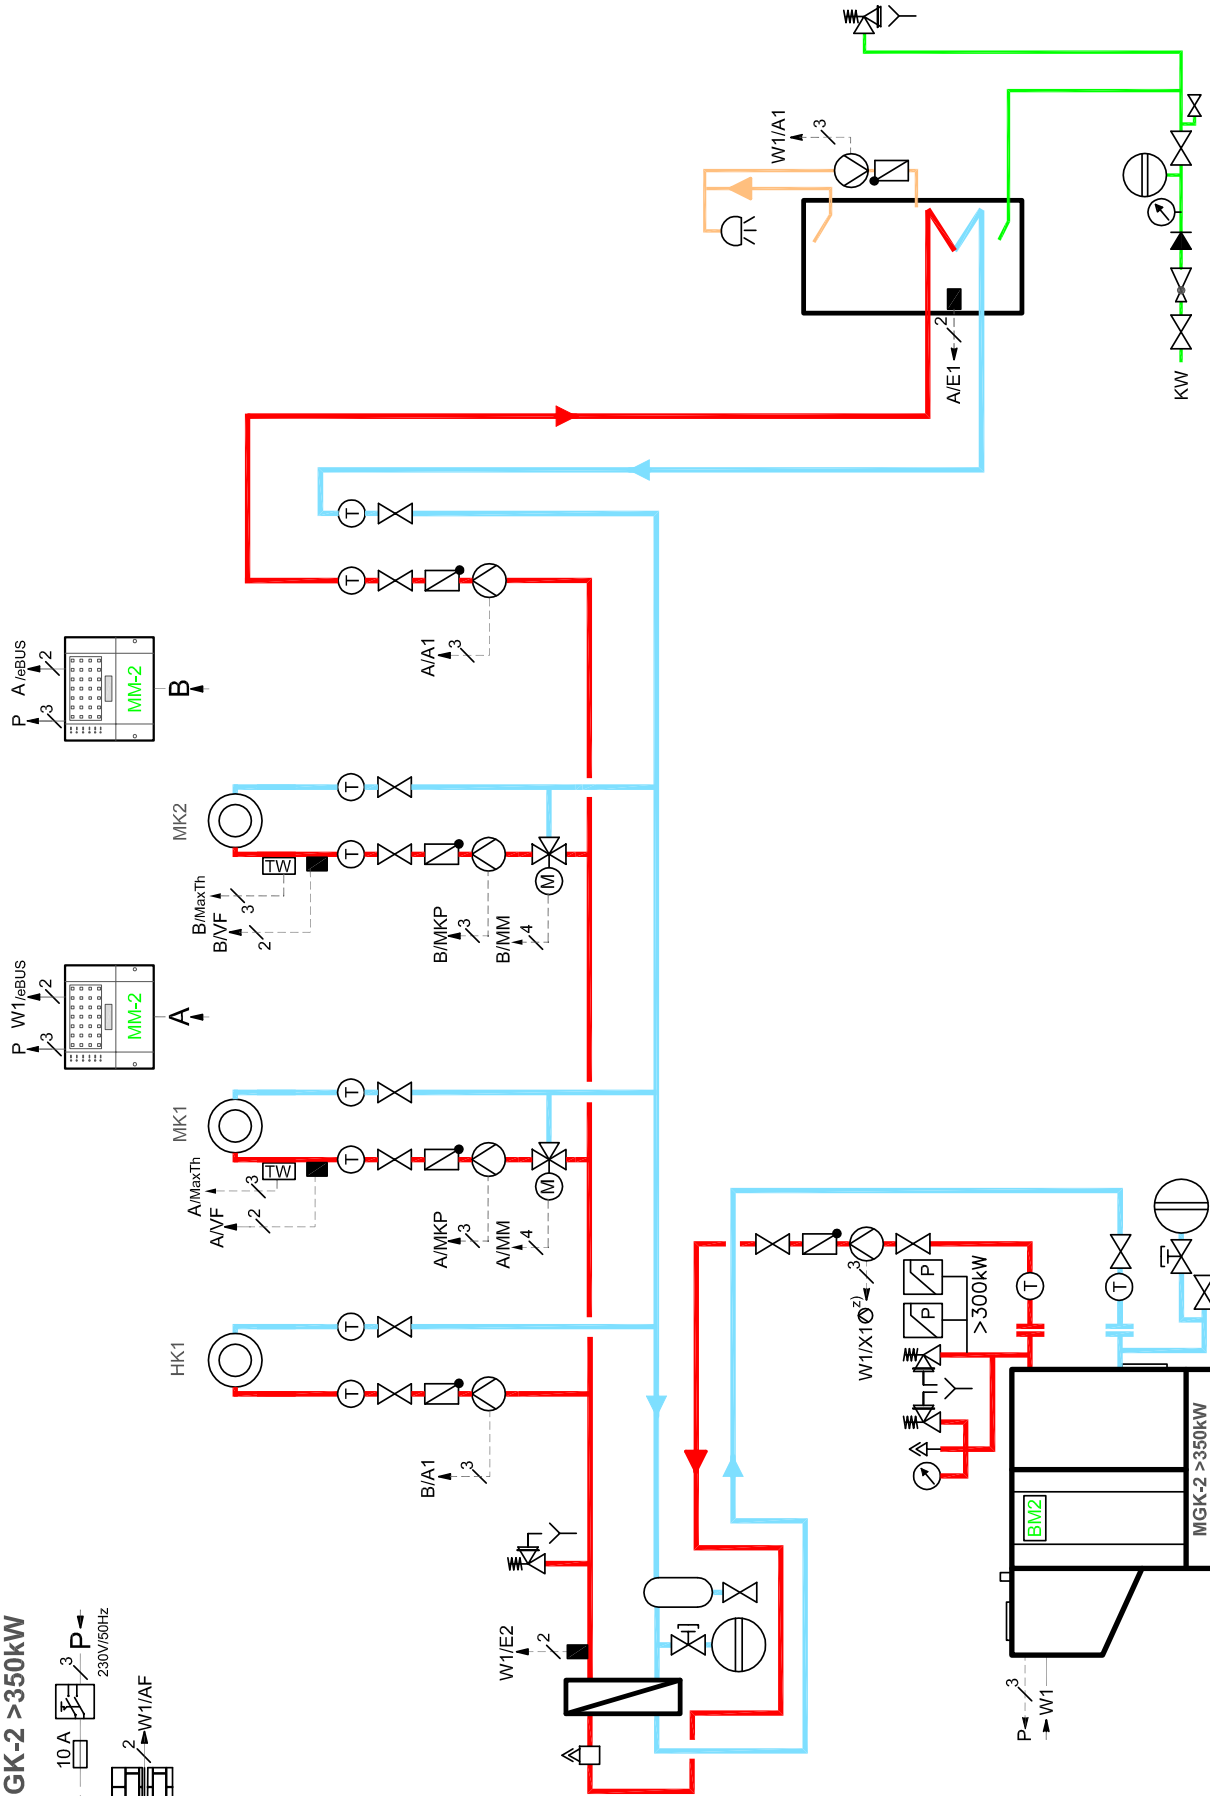 GK-2 >350kW
10 A
3
P
230V/50Hz
2
W1/AF
P
3
W1/eBUS
2
MM-2
A
P
3
A/eBUS
2
MM-2
B
HK1
T
T
B/A1
3
MK1
A/MaxTh
3
TW
A/VF
2
T
T
A/MKP
3
A/MM
4
M
MK2
B/MaxTh
3
TW
B/VF
2
T
T
B/MKP
3
B/MM
4
M
T
T
A/A1
3
W1/E2
2
W1/A1
3
A/E1
2
KW
W1/X1 z)
3
P
P
>300kW
T
T
BM2
MGK-2 >350kW
P
3
W1